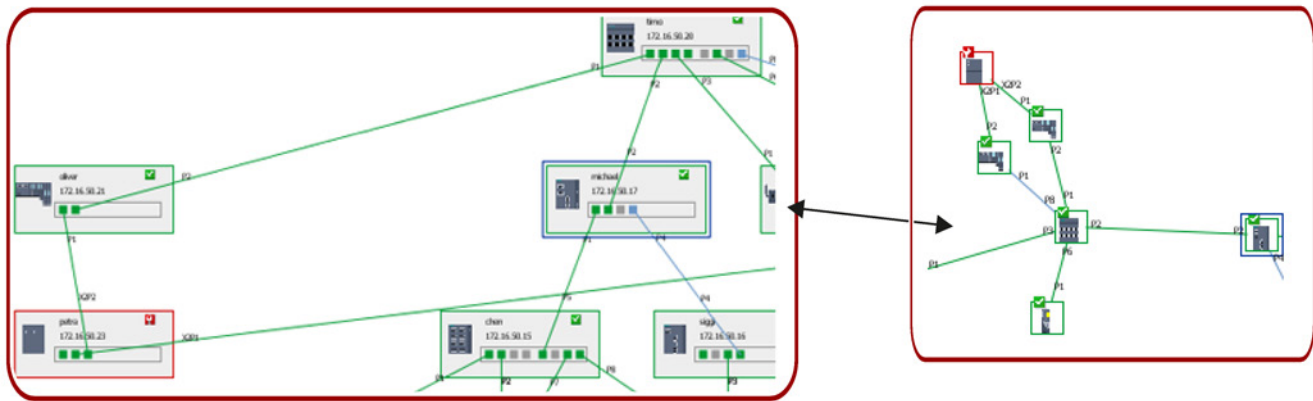 timo
172.16.50.20
P1
P2
P3
P2
P1
oliver
172.16.50.21
P2
michael
172.16.50.17
P1
P1
P4
X2P2
P5
P4
petra
172.16.50.23
X2P1
chen
172.16.50.15
siggi
172.16.50.16
P1
P2
P7
P8
P3
X2P1
X2P2
P1
P2
P2
P1
P8
P1
P3
P2
P2
P1
P6
P4
P1